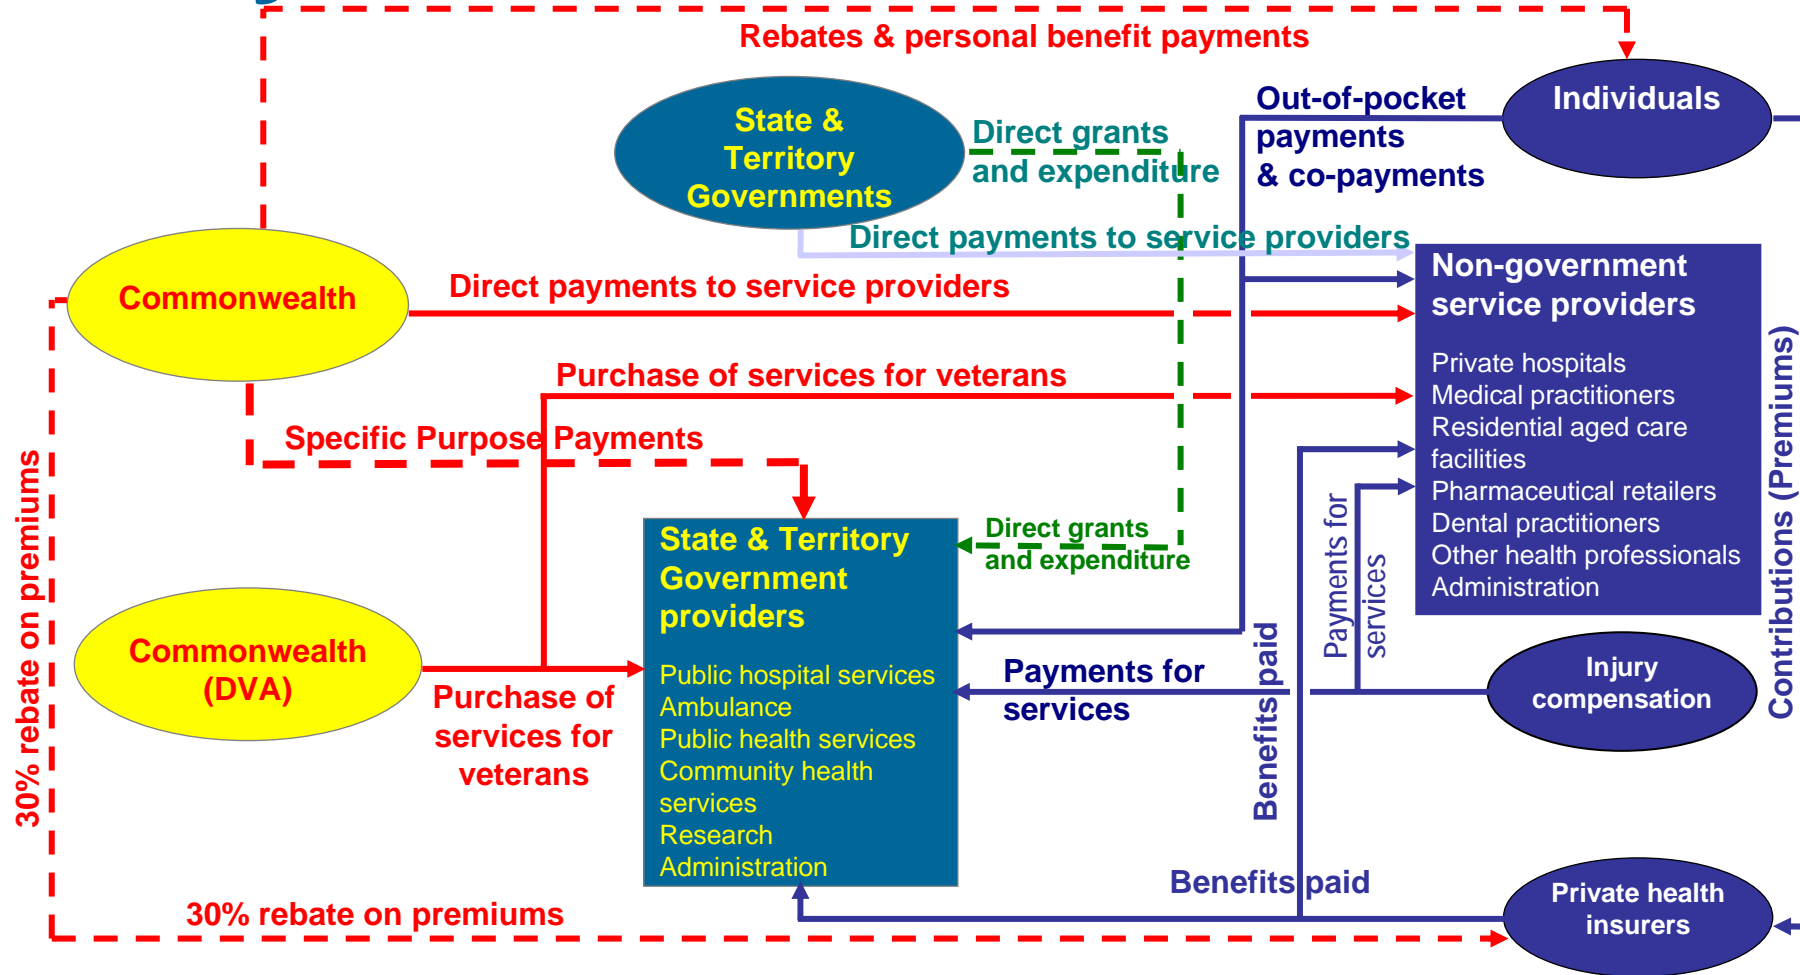 Rebates & personal benefit payments
State &
Territory
Governments
Direct grants
and expenditure
Out-of-pocket
payments
& co-payments
Individuals
Direct payments to service providers
Commonwealth
Direct payments to service providers
Non-government
service providers
Private hospitals
Medical practitioners
Residential aged care
facilities
Pharmaceutical retailers
Dental practitioners
Other health professionals
Administration
Purchase of services for veterans
Specific Purpose Payments
Contributions (Premiums)
30% rebate on premiums
State & Territory
Government
providers
Public hospital services
Ambulance
Public health services
Community health
services
Research
Administration
Direct grants
and expenditure
Payments for
services
Commonwealth
(DVA)
Purchase of
services for
veterans
Payments for
services
Benefits paid
Injury
compensation
Benefits paid
Private health
insurers
30% rebate on premiums